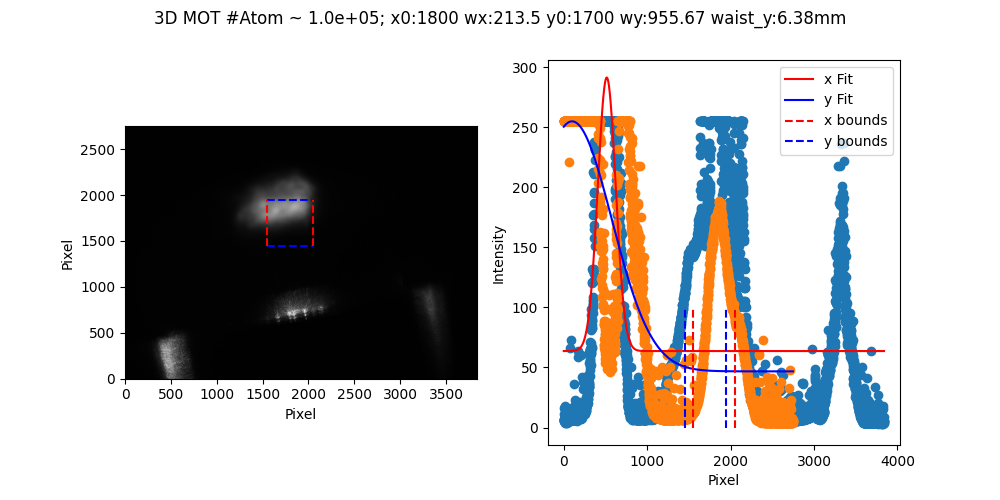 3D MOT #Atom ~ 1.0e+05; x0:1800 wx:213.5 y0:1700 wy:955.67 waist_y:6.38mm
2500
2000
1500
1000
500
0
Pixel
0 500 1000 1500 2000 2500 3000 3500
Pixel
300
250
200
150
100
50
0
Intensity
x Fit
y Fit
x bounds
y bounds
0 1000 2000 3000 4000
Pixel